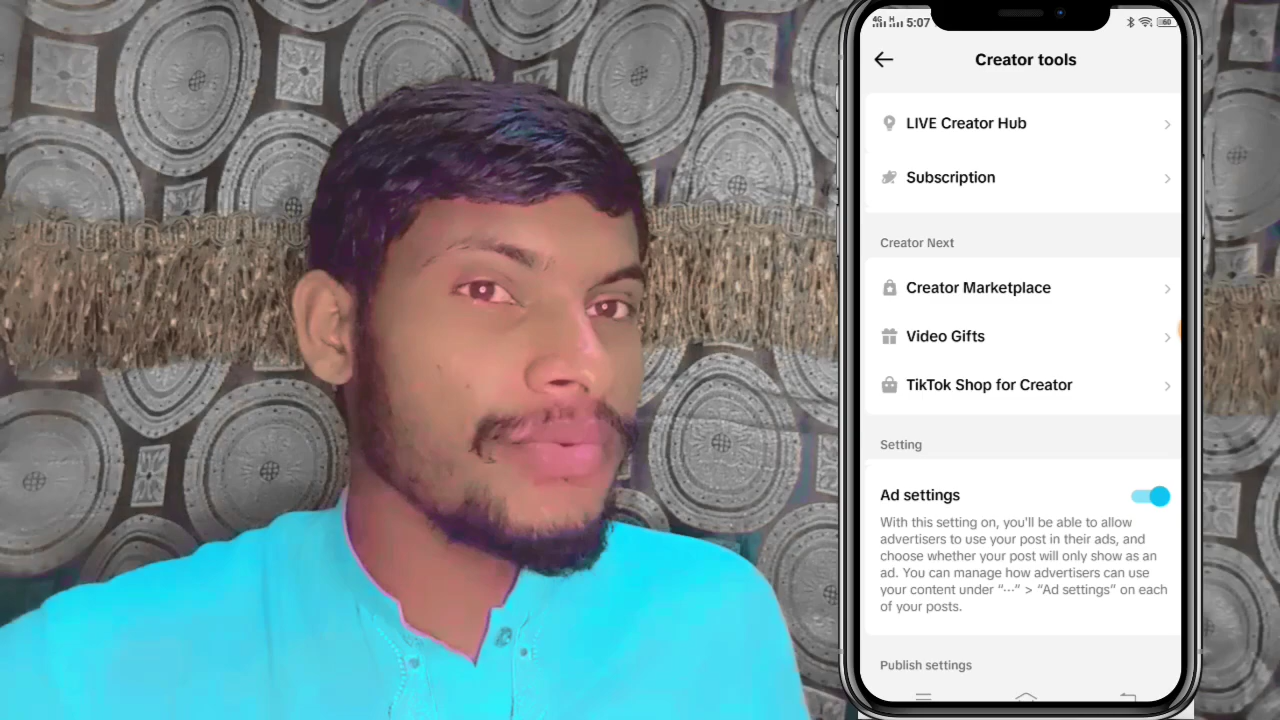 4G H 5:07 60
Creator tools
LIVE Creator Hub
Subscription
Creator Next
Creator Marketplace
Video Gifts
TikTok Shop for Creator
Setting
Ad settings
With this setting on, you'll be able to allow
advertisers to use your post in their ads, and
choose whether your post will only show as an
ad. You can manage how advertisers can use
your content under “···” > “Ad settings” on each
of your posts.
Publish settings